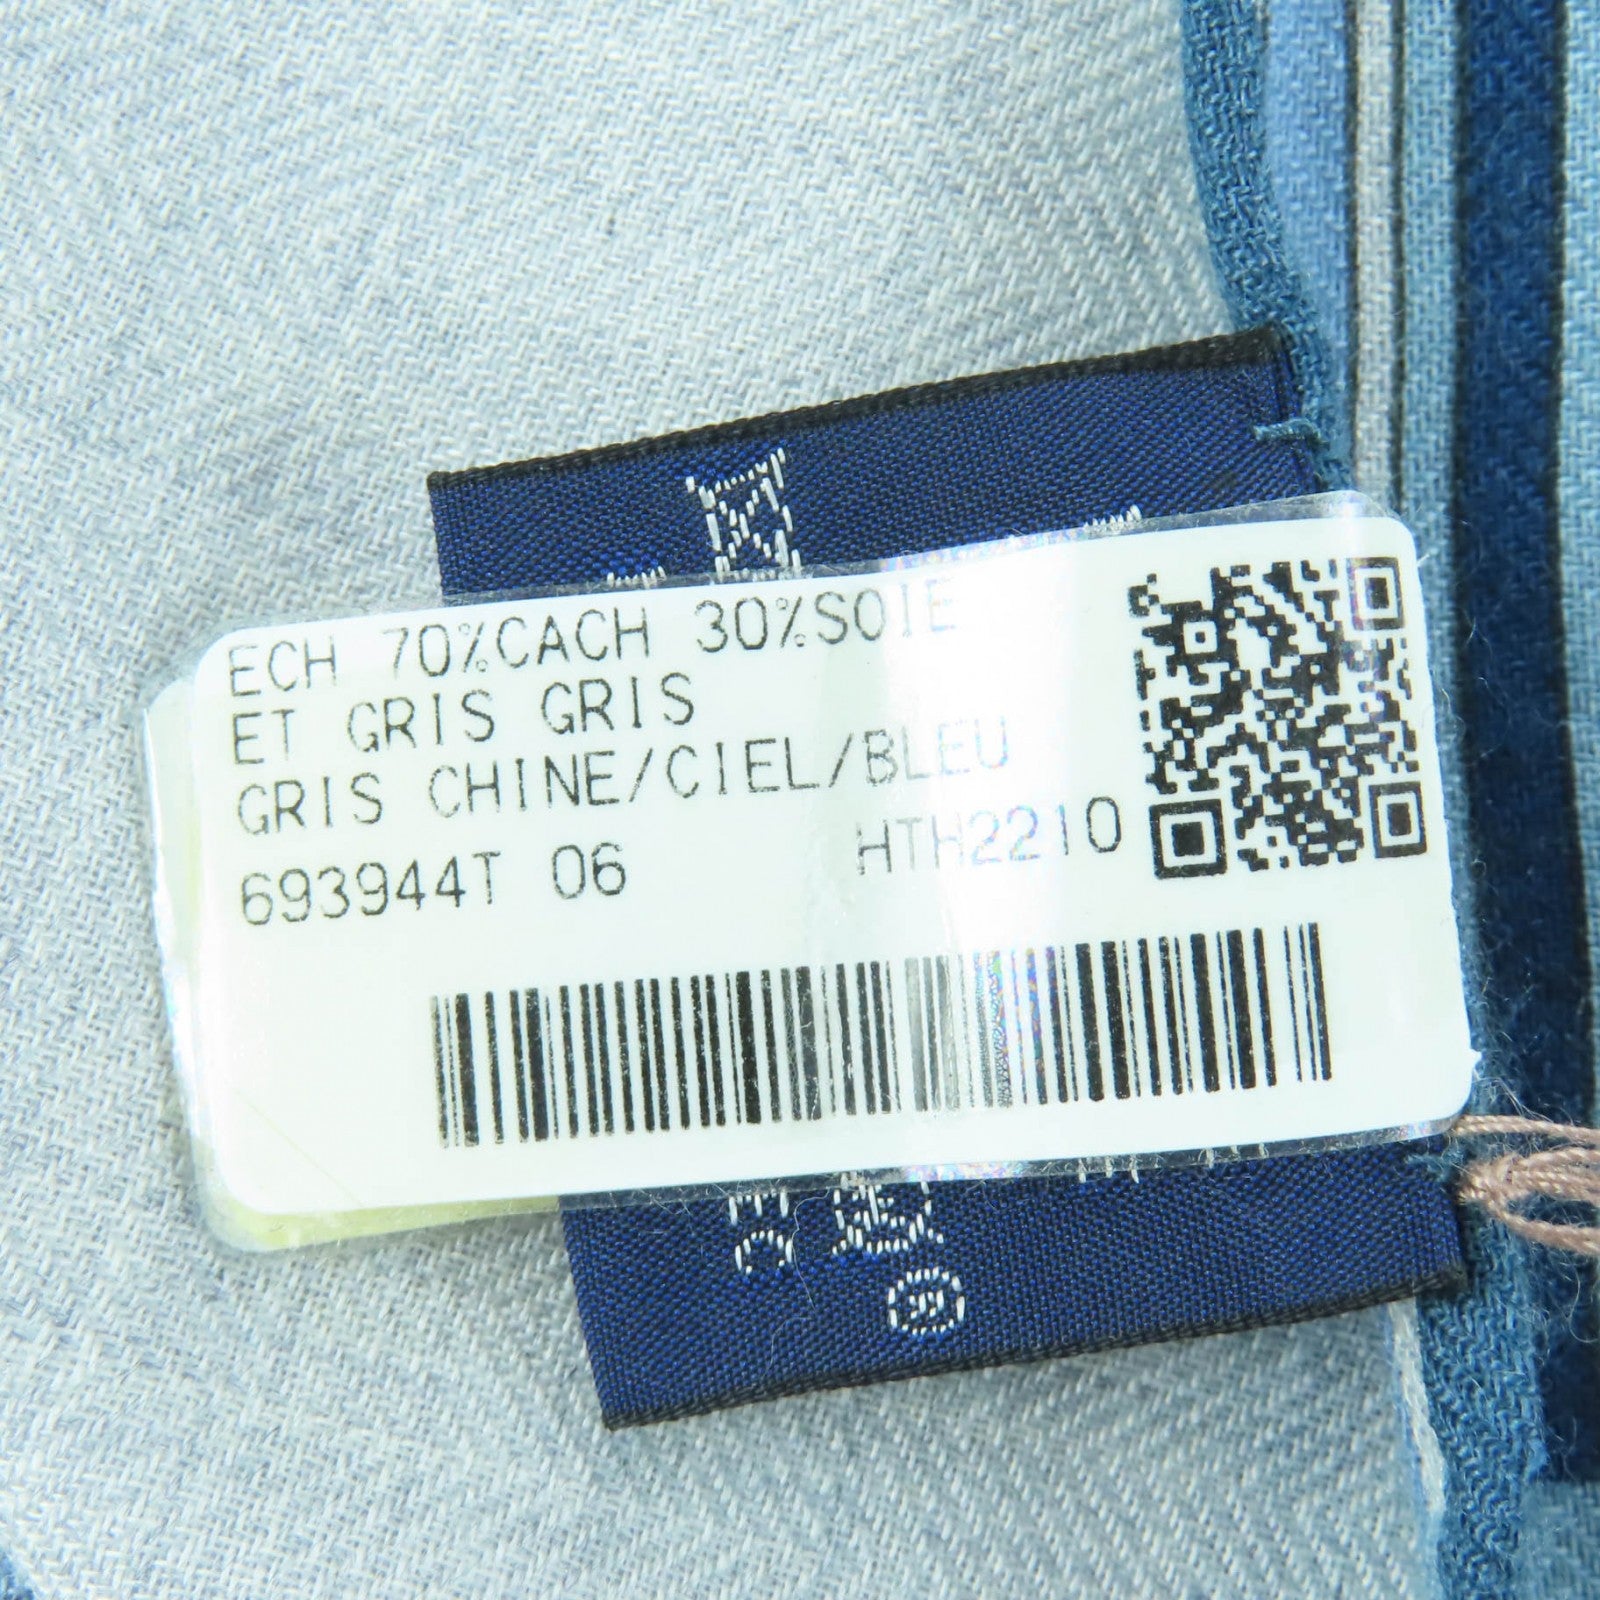 ECH 70%CACH 30%SOIE
ET GRIS GRIS
GRIS CHINE/CIEL/BLEU
693944T 06 HTH2210